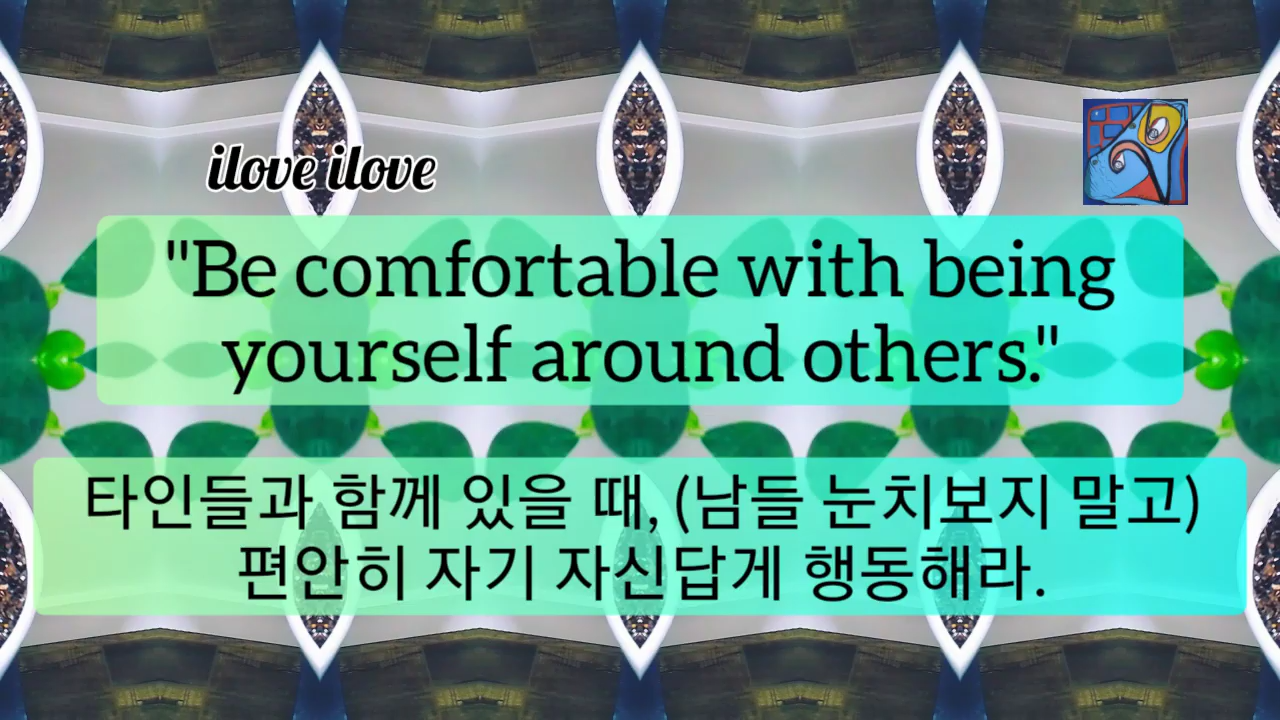 ilove ilove
"Be comfortable with being
yourself around others."
타인들과 함께 있을 때, (남들 눈치보지 말고)
편안히 자기 자신답게 행동해라.